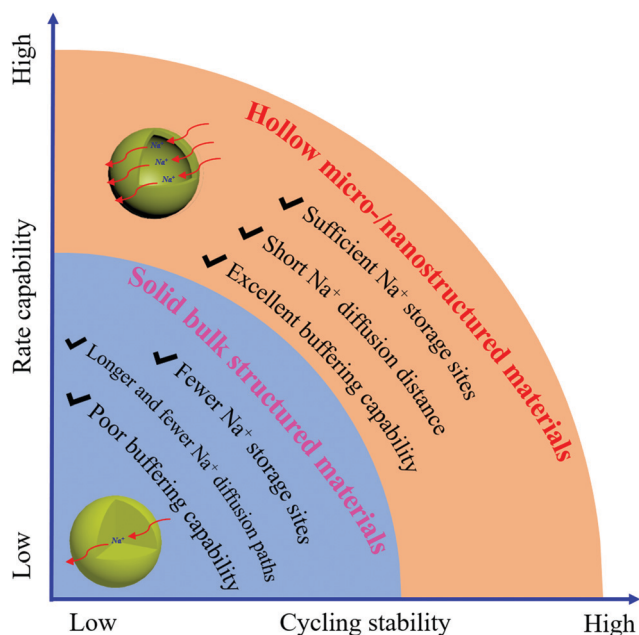 High
Rate capability
Low
Hollow micro-/nanostructured materials
Sufficient Na⁺ storage sites
Short Na⁺ diffusion distance
Excellent buffering capability
Na⁺
Na⁺
Na⁺
Solid bulk structured materials
Fewer Na⁺ storage sites
Longer and fewer Na⁺ diffusion paths
Poor buffering capability
Na⁺
Low
Cycling stability
High